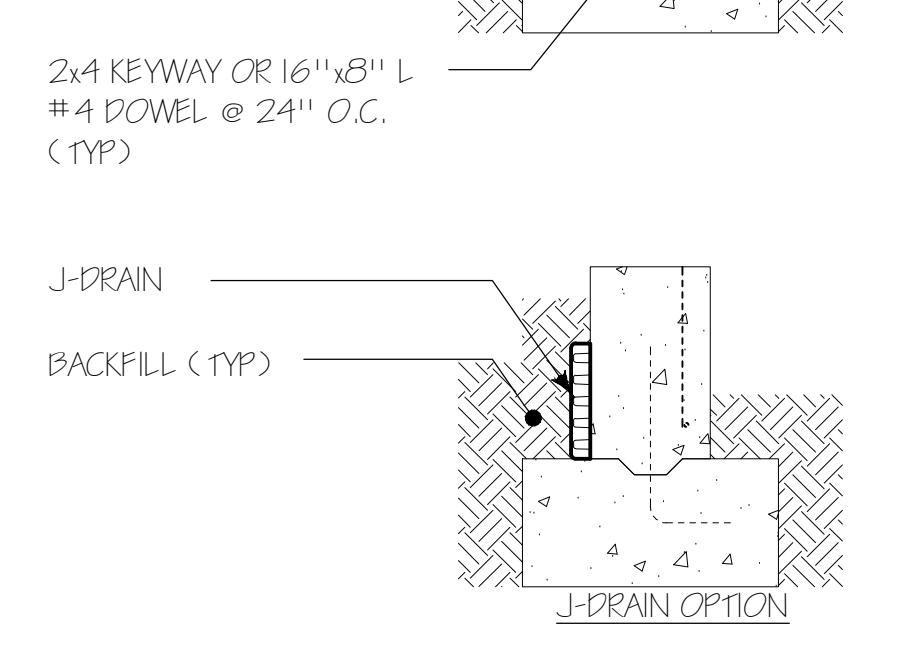 2x4 KEYWAY OR 16"x8" L
#4 DOWEL @ 24" O.C.
(TYP)
J-DRAIN
BACKFILL (TYP)
J-DRAIN OPTION